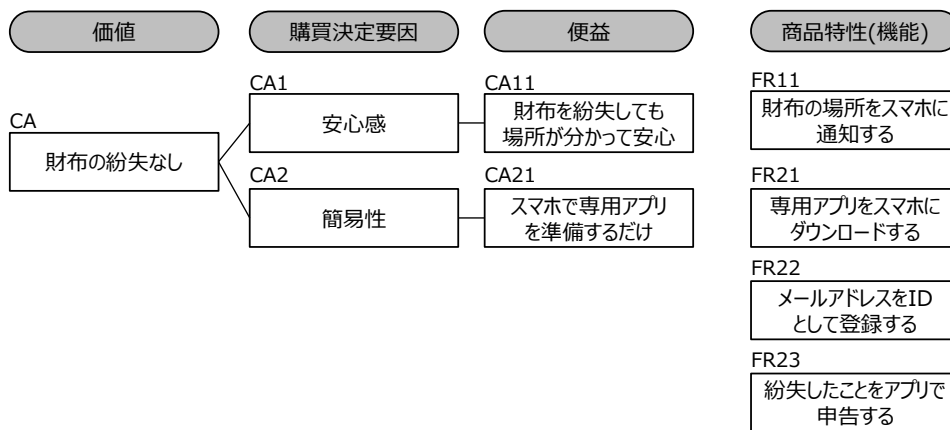 価値
購買決定要因
便益
商品特性(機能)
CA
財布の紛失なし
CA1
安心感
CA2
簡易性
CA11
財布を紛失しても
場所が分かって安心
CA21
スマホで専用アプリ
を準備するだけ
FR11
財布の場所をスマホに
通知する
FR21
専用アプリをスマホに
ダウンロードする
FR22
メールアドレスをID
として登録する
FR23
紛失したことをアプリで
申告する